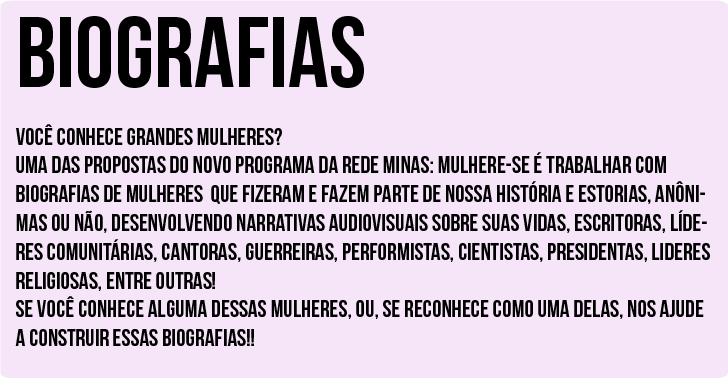 BIOGRAFIAS
VOCÊ CONHECE GRANDES MULHERES?
UMA DAS PROPOSTAS DO NOVO PROGRAMA DA REDE MINAS: MULHERE-SE É TRABALHAR COM
BIOGRAFIAS DE MULHERES QUE FIZERAM E FAZEM PARTE DE NOSSA HISTÓRIA E ESTORIAS, ANÔNI-
MAS OU NÃO, DESENVOLVENDO NARRATIVAS AUDIOVISUAIS SOBRE SUAS VIDAS, ESCRITORAS, LÍDE-
RES COMUNITÁRIAS, CANTORAS, GUERREIRAS, PERFORMISTAS, CIENTISTAS, PRESIDENTAS, LIDERES
RELIGIOSAS, ENTRE OUTRAS!
SE VOCÊ CONHECE ALGUMA DESSAS MULHERES, OU, SE RECONHECE COMO UMA DELAS, NOS AJUDE
A CONSTRUIR ESSAS BIOGRAFIAS!!